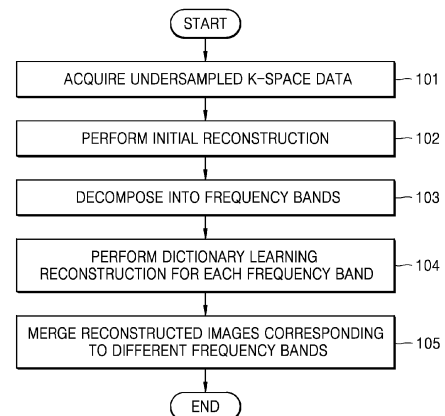 START
ACQUIRE UNDERSAMPLED K-SPACE DATA
101
PERFORM INITIAL RECONSTRUCTION
102
DECOMPOSE INTO FREQUENCY BANDS
103
PERFORM DICTIONARY LEARNING
RECONSTRUCTION FOR EACH FREQUENCY BAND
104
MERGE RECONSTRUCTED IMAGES CORRESPONDING
TO DIFFERENT FREQUENCY BANDS
105
END